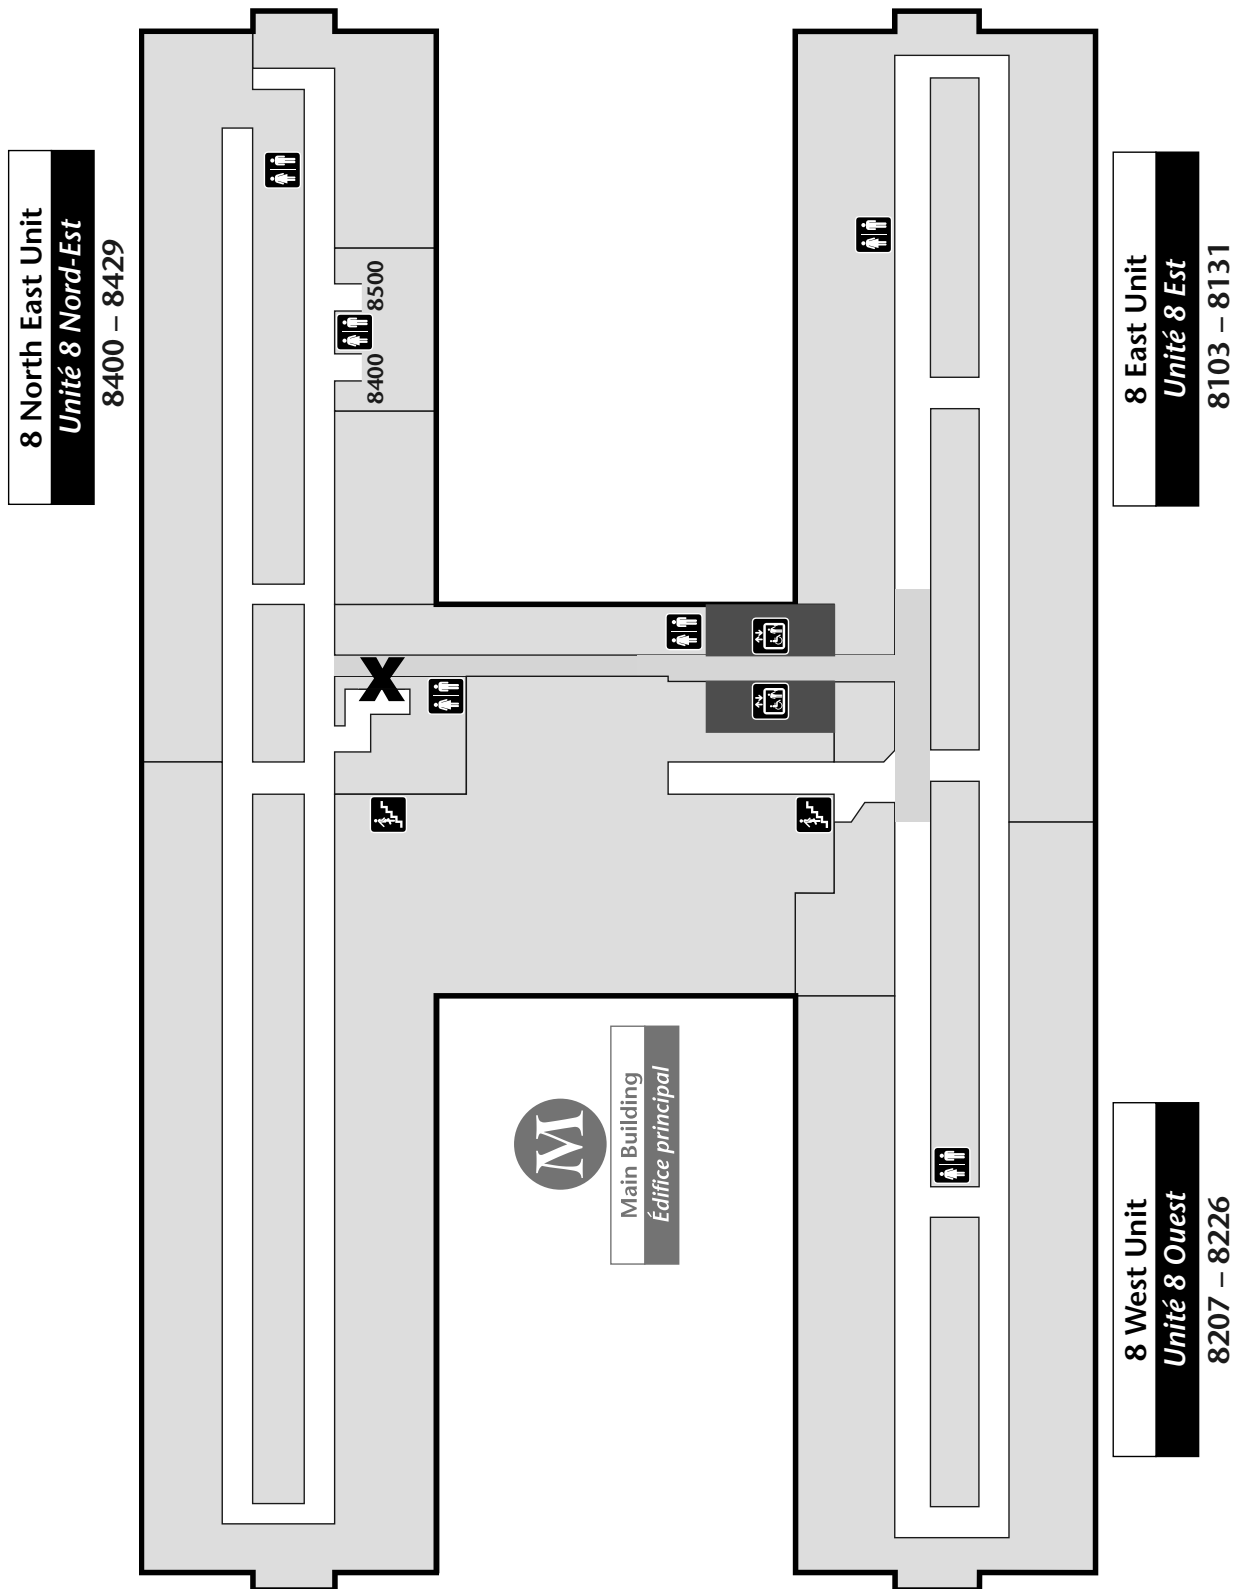 8 North East Unit
Unité 8 Nord-Est
8400 – 8429
8500
8400
X
8 East Unit
Unité 8 Est
8103 – 8131
M
Main Building
Édifice principal
8 West Unit
Unité 8 Ouest
8207 – 8226